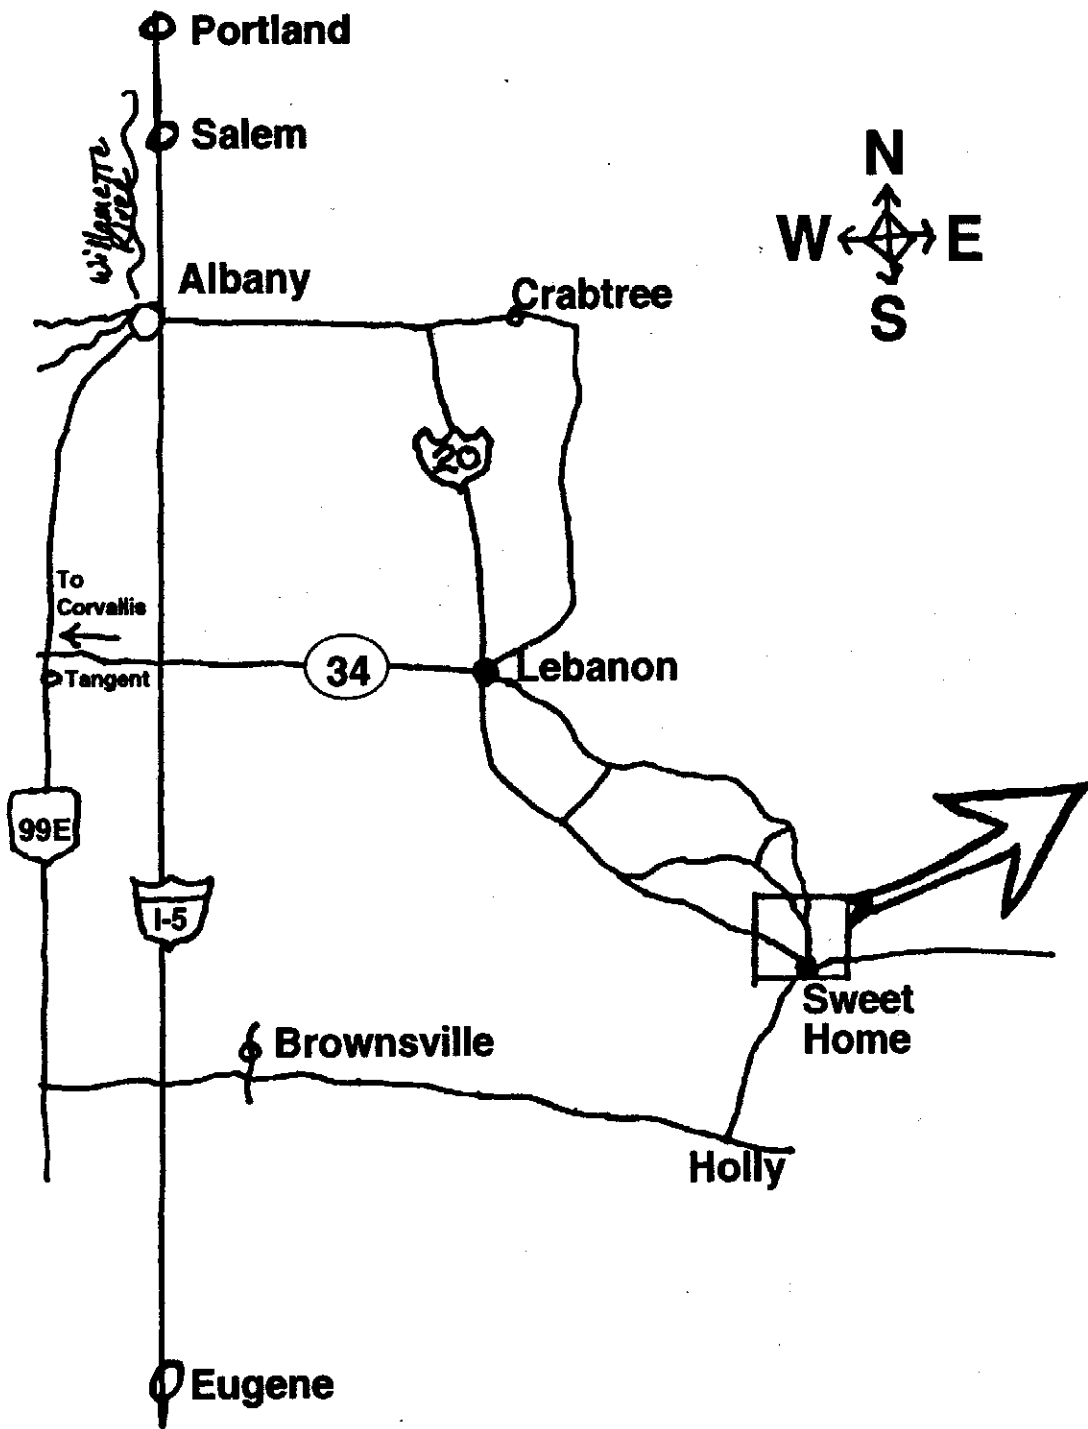 Portland
Salem
Willamette
River
N
W E
S
Albany
Crabtree
20
To
Corvallis
Tangent
34
Lebanon
99E
I-5
Sweet
Home
Brownsville
Holly
Eugene